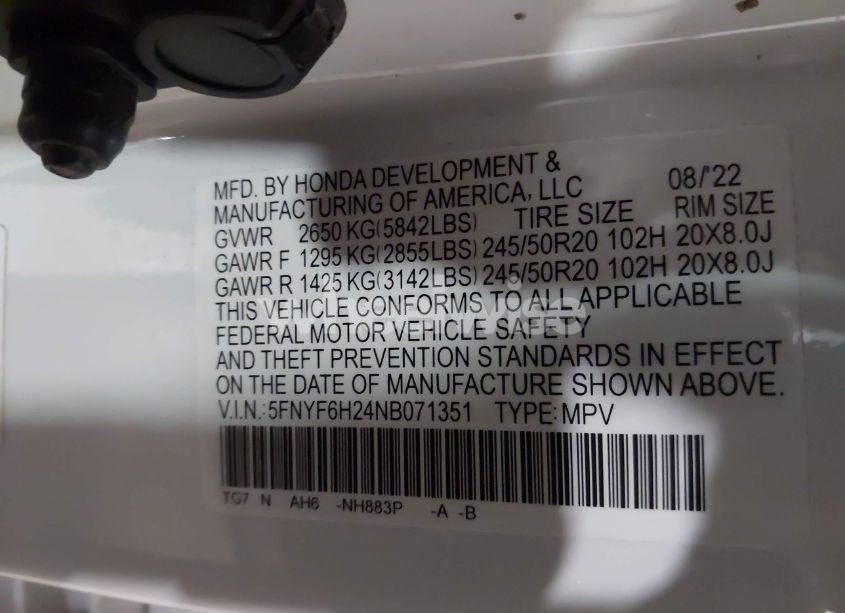 MFD. BY HONDA DEVELOPMENT & 08/'22
MANUFACTURING OF AMERICA, LLC
GVWR 2650 KG(5842LBS) TIRE SIZE RIM SIZE
GAWR F 1295 KG(2855LBS) 245/50R20 102H 20X8.0J
GAWR R 1425 KG(3142LBS) 245/50R20 102H 20X8.0J
THIS VEHICLE CONFORMS TO ALL APPLICABLE
FEDERAL MOTOR VEHICLE SAFETY
AND THEFT PREVENTION STANDARDS IN EFFECT
ON THE DATE OF MANUFACTURE SHOWN ABOVE.
V.I.N.:5FNYF6H24NB071351 TYPE:MPV
TG7 N AH6 -NH883P -A -B